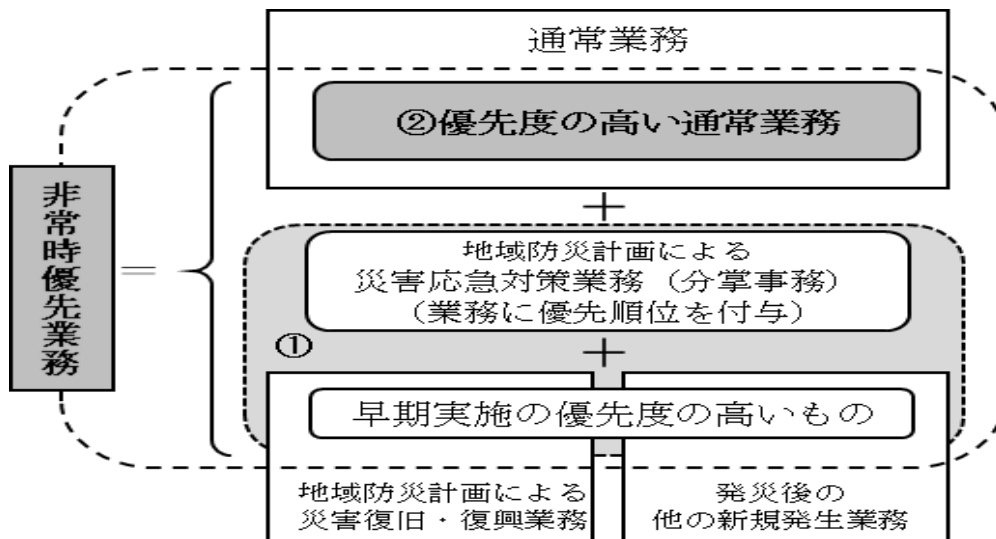 通常業務
②優先度の高い通常業務
＋
非常時優先業務
＝
地域防災計画による
災害応急対策業務（分掌事務）
（業務に優先順位を付与）
①
＋
早期実施の優先度の高いもの
地域防災計画による
災害復旧・復興業務
発災後の
他の新規発生業務